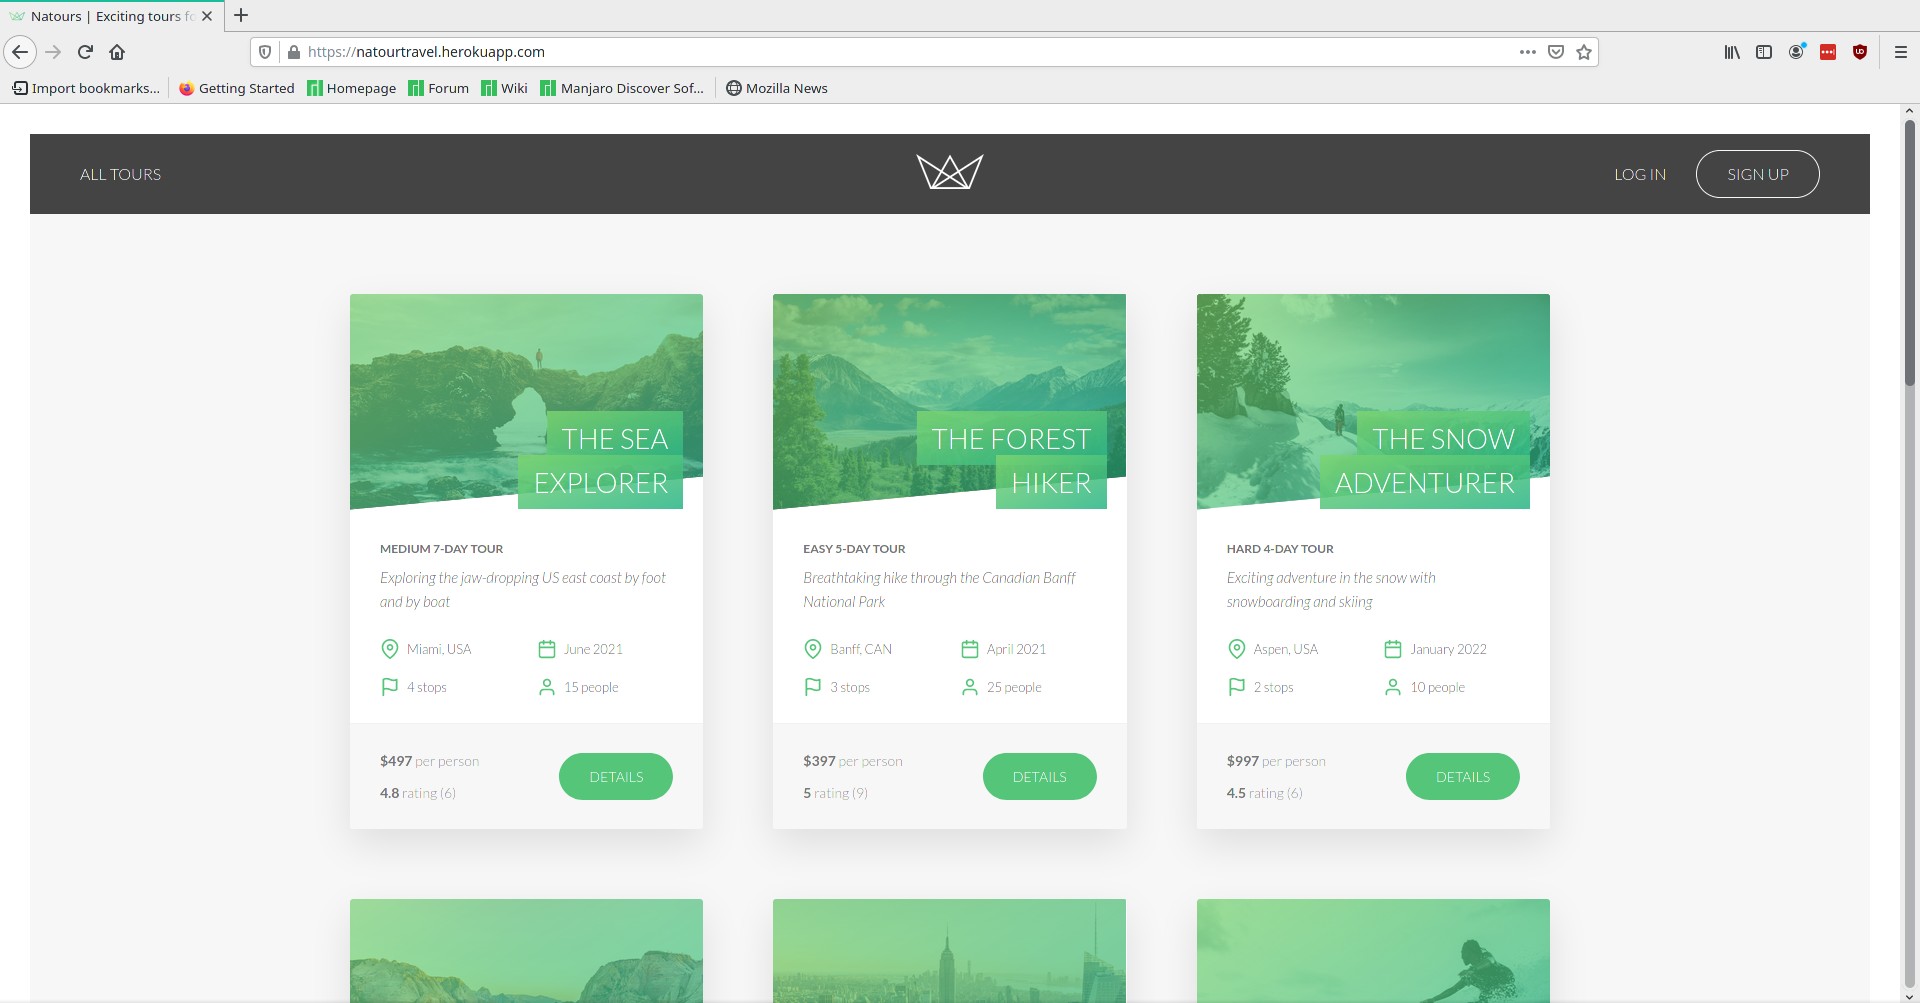 Natours | Exciting tours fo
https://natourtravel.herokuapp.com
Import bookmarks...
Getting Started
Homepage
Forum
Wiki
Manjaro Discover Sof...
Mozilla News
ALL TOURS
LOG IN
SIGN UP
THE SEA
EXPLORER
MEDIUM 7-DAY TOUR
Exploring the jaw-dropping US east coast by foot
and by boat
Miami, USA
June 2021
4 stops
15 people
$497 per person
4.8 rating (6)
DETAILS
THE FOREST
HIKER
EASY 5-DAY TOUR
Breathtaking hike through the Canadian Banff
National Park
Banff, CAN
April 2021
3 stops
25 people
$397 per person
5 rating (9)
DETAILS
THE SNOW
ADVENTURER
HARD 4-DAY TOUR
Exciting adventure in the snow with
snowboarding and skiing
Aspen, USA
January 2022
2 stops
10 people
$997 per person
4.5 rating (6)
DETAILS